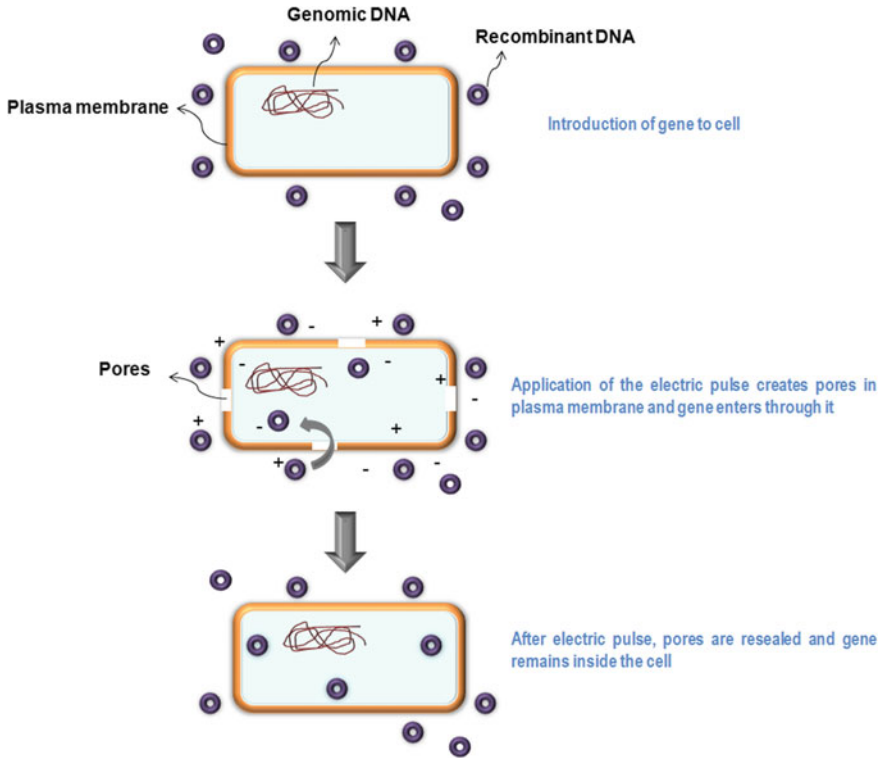 Genomic DNA
Recombinant DNA
Plasma membrane
Introduction of gene to cell
+
-
+
-
-
+
Pores
Application of the electric pulse creates pores in
plasma membrane and gene enters through it
-
+
-
+
+
-
-
After electric pulse, pores are resealed and gene
remains inside the cell